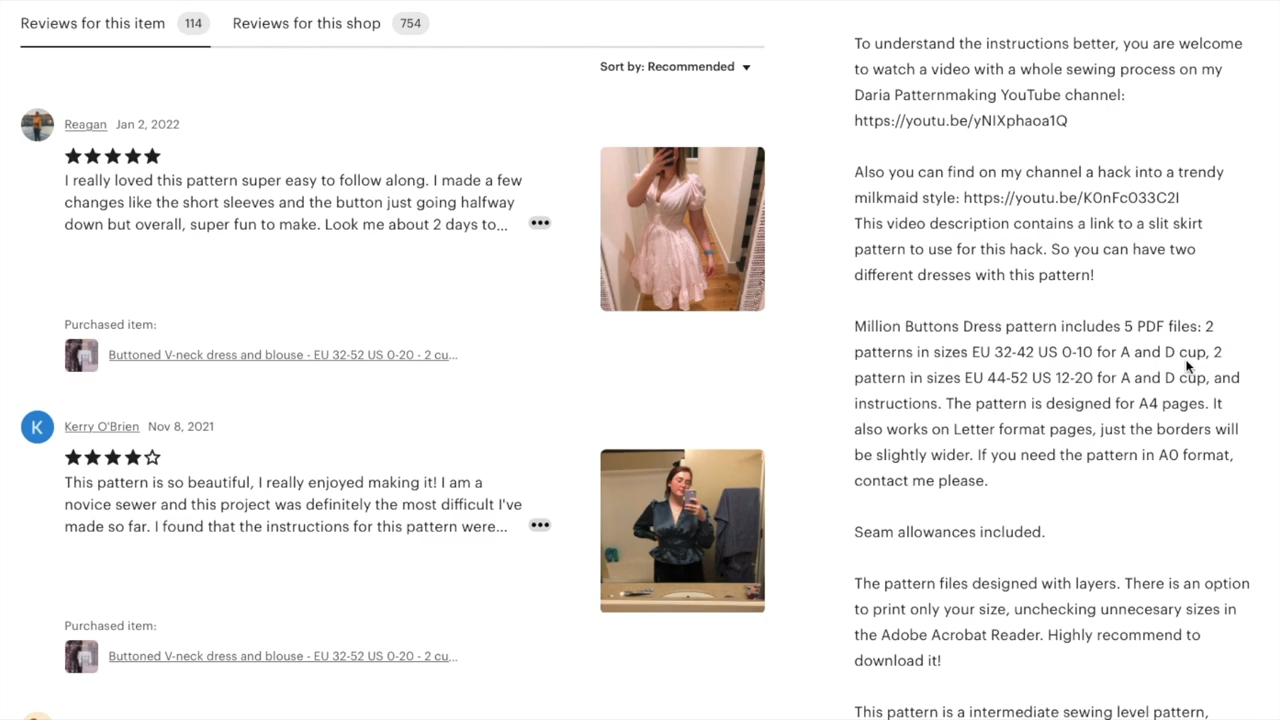 Reviews for this item 114 Reviews for this shop 754
Sort by: Recommended
Reagan Jan 2, 2022
I really loved this pattern super easy to follow along. I made a few
changes like the short sleeves and the button just going halfway
down but overall, super fun to make. Look me about 2 days to...
Purchased item:
Buttoned V-neck dress and blouse - EU 32-52 US 0-20 - 2 cu...
K
Kerry O'Brien Nov 8, 2021
This pattern is so beautiful, I really enjoyed making it! I am a
novice sewer and this project was definitely the most difficult I've
made so far. I found that the instructions for this pattern were...
Purchased item:
Buttoned V-neck dress and blouse - EU 32-52 US 0-20 - 2 cu...
To understand the instructions better, you are welcome
to watch a video with a whole sewing process on my
Daria Patternmaking YouTube channel:
https://youtu.be/yNIXphaoa1Q
Also you can find on my channel a hack into a trendy
milkmaid style: https://youtu.be/K0nFcO33C2I
This video description contains a link to a slit skirt
pattern to use for this hack. So you can have two
different dresses with this pattern!
Million Buttons Dress pattern includes 5 PDF files: 2
patterns in sizes EU 32-42 US 0-10 for A and D cup, 2
pattern in sizes EU 44-52 US 12-20 for A and D cup, and
instructions. The pattern is designed for A4 pages. It
also works on Letter format pages, just the borders will
be slightly wider. If you need the pattern in A0 format,
contact me please.
Seam allowances included.
The pattern files designed with layers. There is an option
to print only your size, unchecking unnecesary sizes in
the Adobe Acrobat Reader. Highly recommend to
download it!
This pattern is a intermediate sewing level pattern,